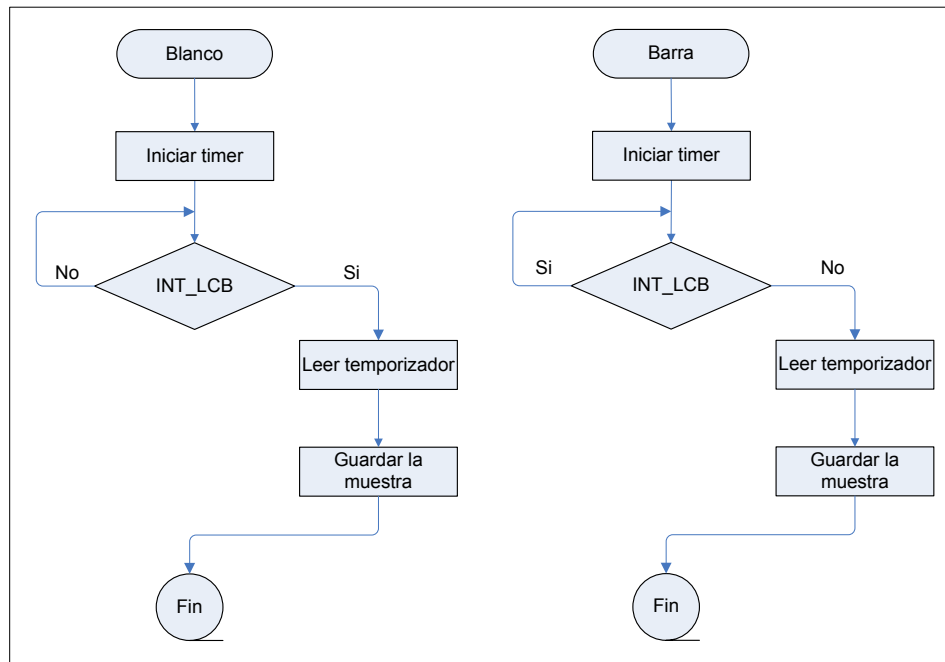 Blanco
Iniciar timer
No
INT_LCB
Si
Leer temporizador
Guardar la
muestra
Fin
Barra
Iniciar timer
Si
INT_LCB
No
Leer temporizador
Guardar la
muestra
Fin